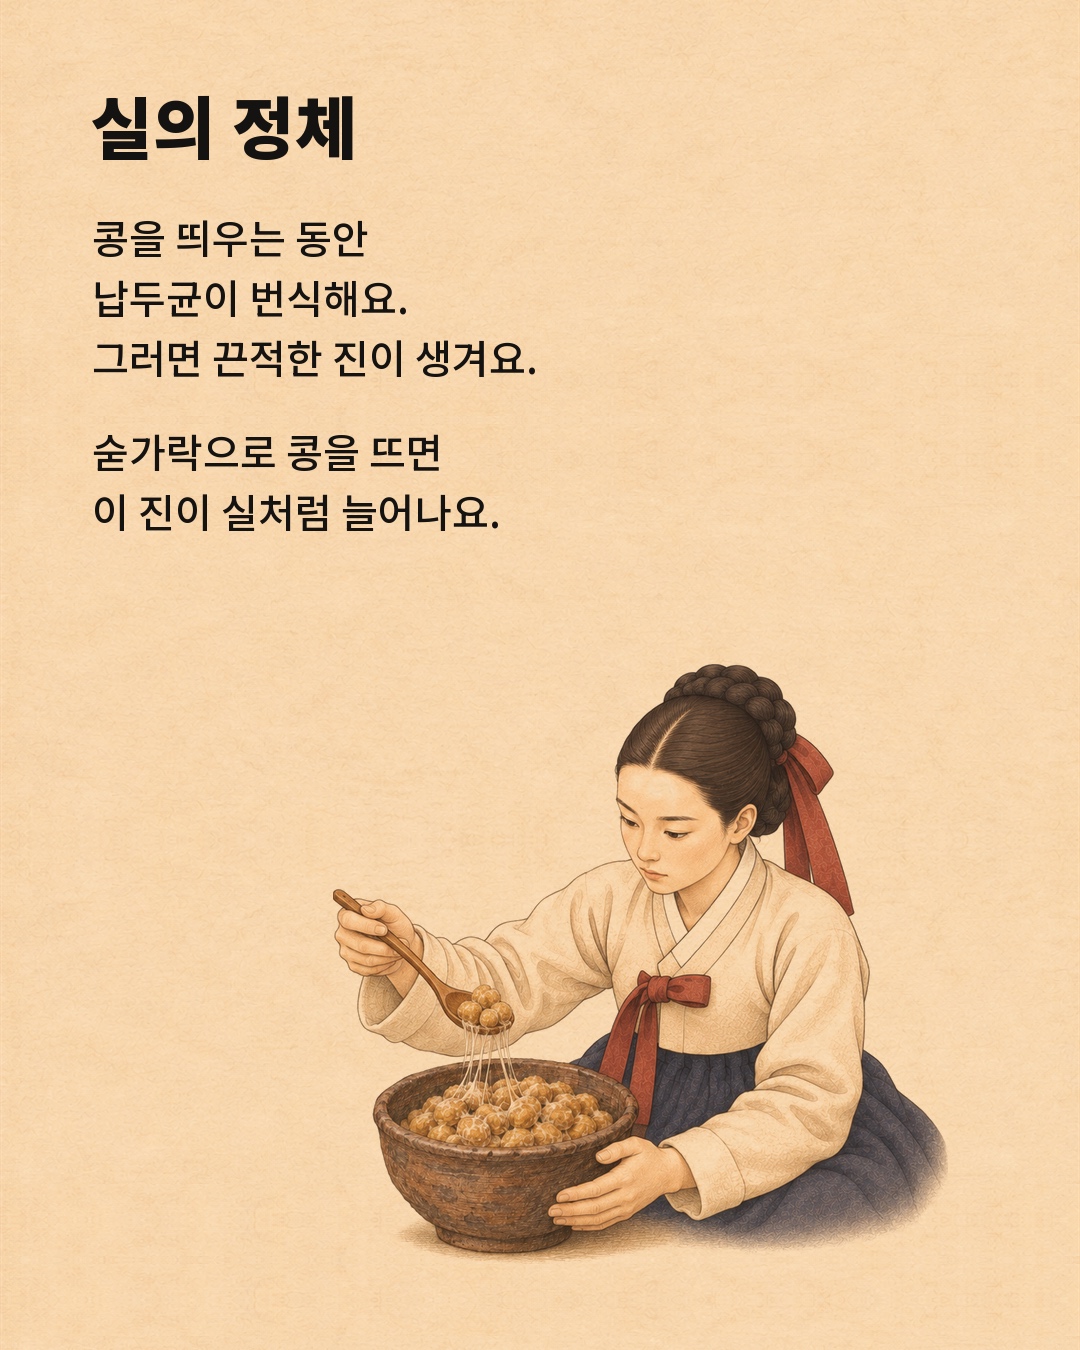 실의 정체
콩을 띄우는 동안
납두균이 번식해요.
그러면 끈적한 진이 생겨요.
숟가락으로 콩을 뜨면
이 진이 실처럼 늘어나요.